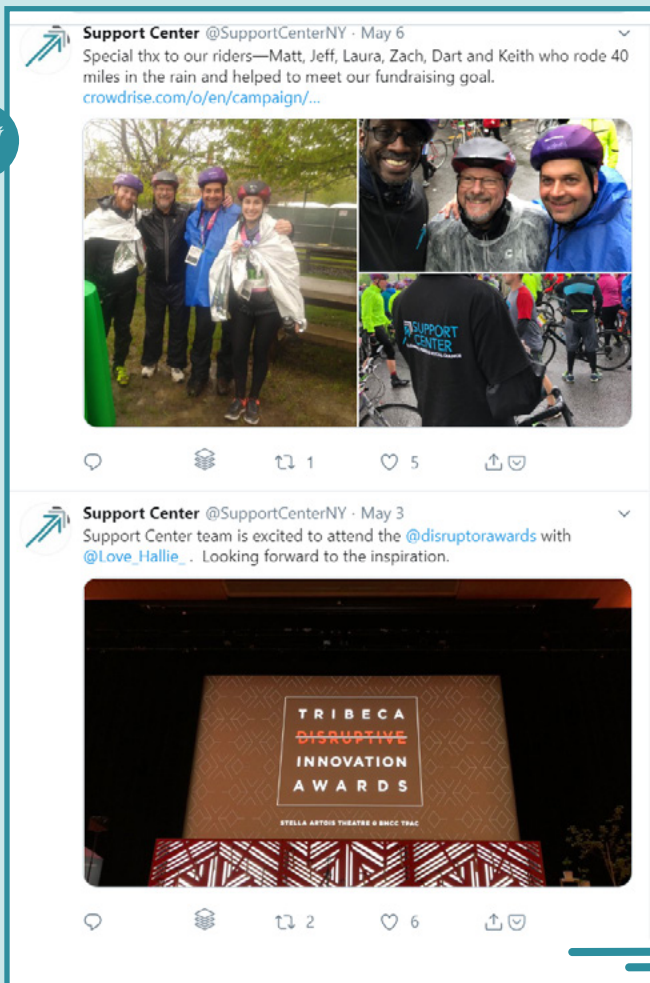 Support Center @SupportCenterNY · May 6
Special thx to our riders—Matt, Jeff, Laura, Zach, Dart and Keith who rode 40
miles in the rain and helped to meet our fundraising goal.
crowdrise.com/o/en/campaign/...
SUPPORT
CENTER
1
5
Support Center @SupportCenterNY · May 3
Support Center team is excited to attend the @disruptorawards with
@Love_Hallie_ . Looking forward to the inspiration.
TRIBECA
DISRUPTIVE
INNOVATION
AWARDS
STELLA ARTOIS THEATRE @ BMCC TPAC
2
6